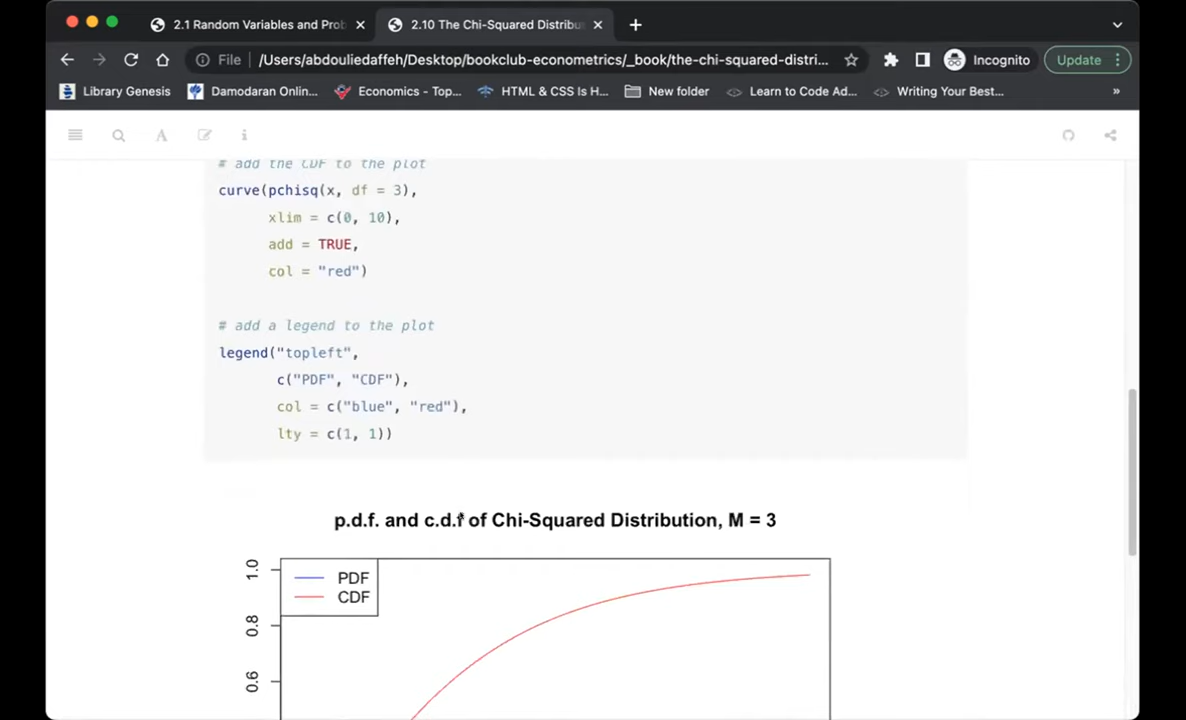 2.1 Random Variables and Prob
2.10 The Chi-Squared Distribu
File
/Users/abdouliedaffeh/Desktop/bookclub-econometrics/_book/the-chi-squared-distri...
Incognito
Update
Library Genesis
Damodaran Onlin...
Economics - Top...
HTML & CSS Is H...
New folder
Learn to Code Ad...
Writing Your Best...
»
# add the CDF to the plot
curve(pchisq(x, df = 3),
xlim = c(0, 10),
add = TRUE,
col = "red")
# add a legend to the plot
legend("topleft",
c("PDF", "CDF"),
col = c("blue", "red"),
lty = c(1, 1))
p.d.f. and c.d.f of Chi-Squared Distribution, M = 3
PDF
CDF
1.0
0.8
0.6